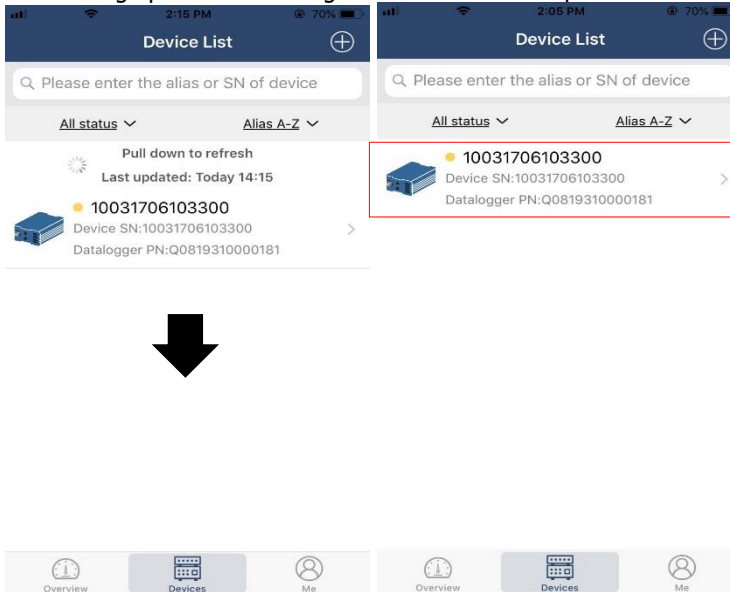 2:15 PM
70%
Device List
Please enter the alias or SN of device
All status
Alias A-Z
Pull down to refresh
Last updated: Today 14:15
10031706103300
Device SN:10031706103300
Datalogger PN:Q0819310000181
Overview
Devices
Me
2:05 PM
70%
Device List
Please enter the alias or SN of device
All status
Alias A-Z
10031706103300
Device SN:10031706103300
Datalogger PN:Q0819310000181
Overview
Devices
Me